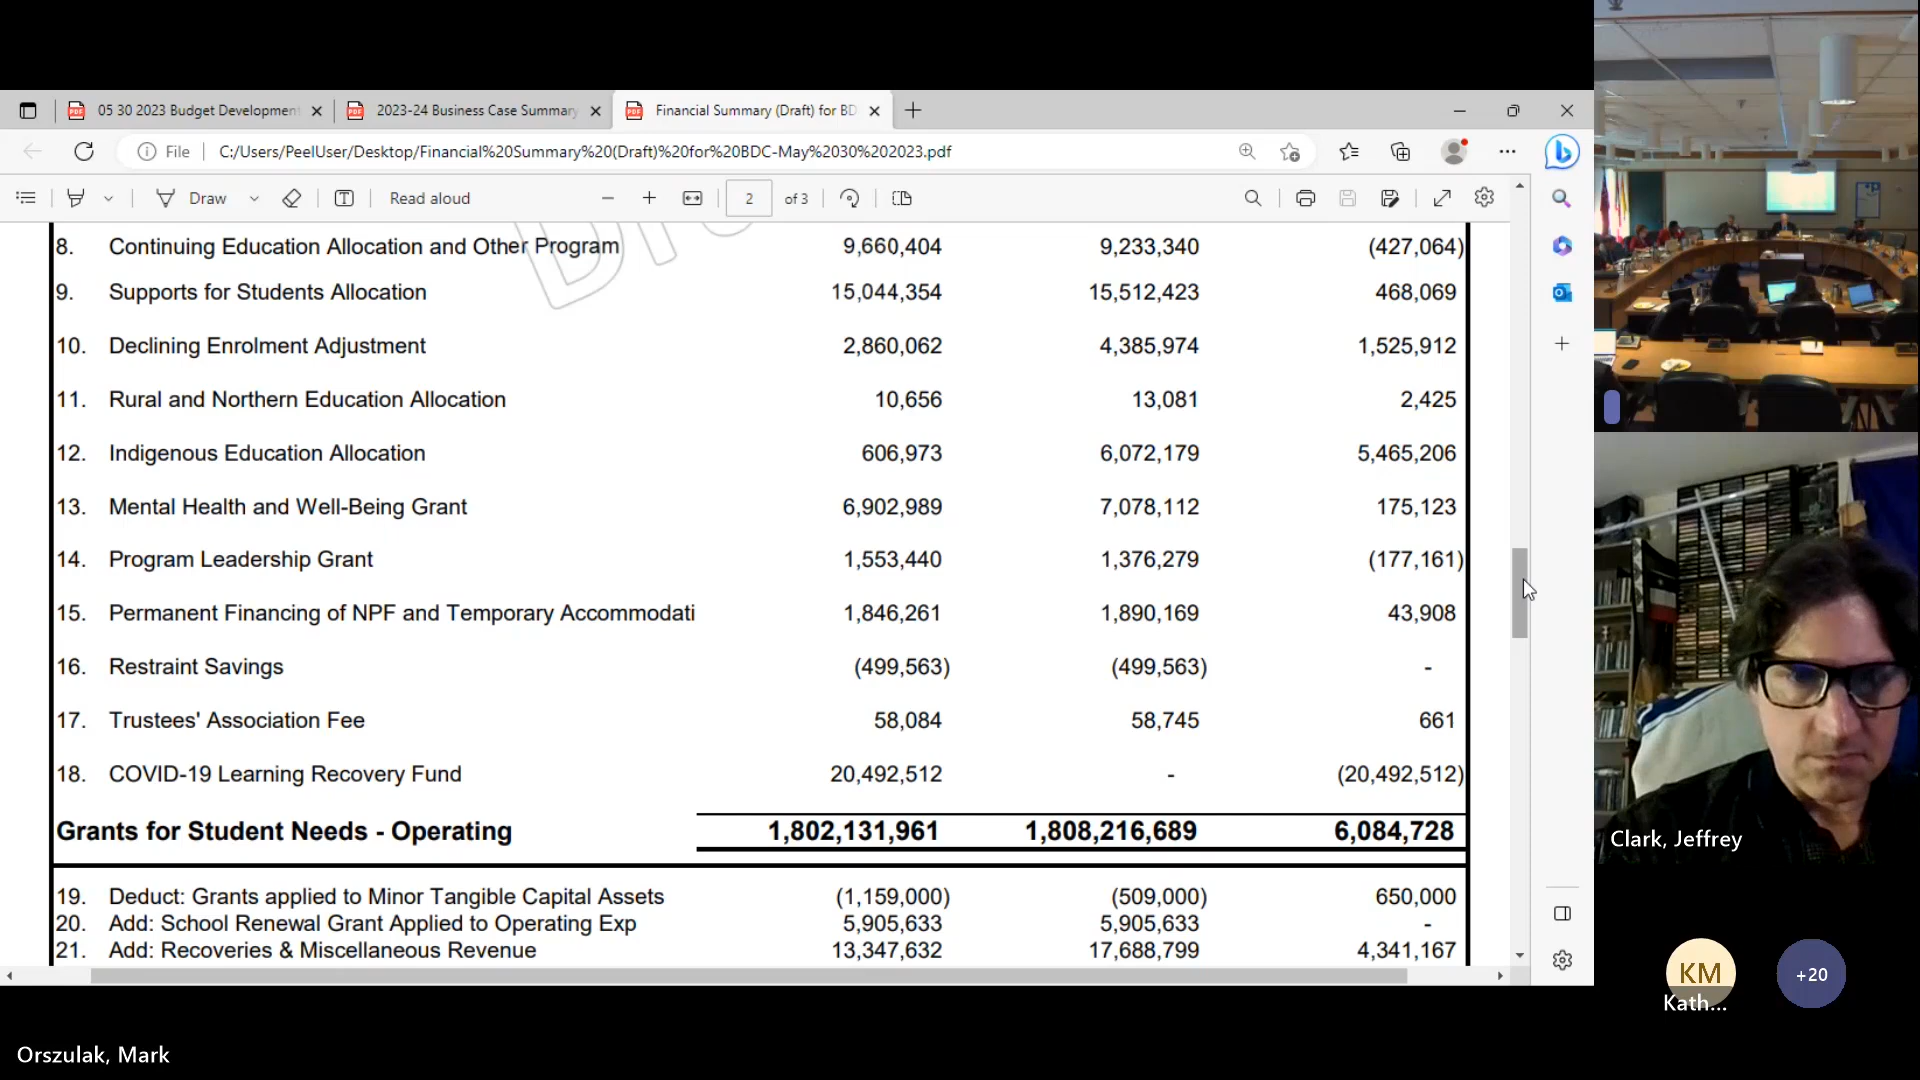 05 30 2023 Budget Development
2023-24 Business Case Summary
Financial Summary (Draft) for BD
File
C:/Users/PeelUser/Desktop/Financial%20Summary%20(Draft)%20for%20BDC-May%2030%202023.pdf
Draw
Read aloud
2 of 3
8. Continuing Education Allocation and Other Program 9,660,404 9,233,340 (427,064)
9. Supports for Students Allocation 15,044,354 15,512,423 468,069
10. Declining Enrolment Adjustment 2,860,062 4,385,974 1,525,912
11. Rural and Northern Education Allocation 10,656 13,081 2,425
12. Indigenous Education Allocation 606,973 6,072,179 5,465,206
13. Mental Health and Well-Being Grant 6,902,989 7,078,112 175,123
14. Program Leadership Grant 1,553,440 1,376,279 (177,161)
15. Permanent Financing of NPF and Temporary Accommodati 1,846,261 1,890,169 43,908
16. Restraint Savings (499,563) (499,563) -
17. Trustees' Association Fee 58,084 58,745 661
18. COVID-19 Learning Recovery Fund 20,492,512 - (20,492,512)
Grants for Student Needs - Operating 1,802,131,961 1,808,216,689 6,084,728
19. Deduct: Grants applied to Minor Tangible Capital Assets (1,159,000) (509,000) 650,000
20. Add: School Renewal Grant Applied to Operating Exp 5,905,633 5,905,633 -
21. Add: Recoveries & Miscellaneous Revenue 13,347,632 17,688,799 4,341,167
Clark, Jeffrey
KM
+20
Kath...
Orszulak, Mark